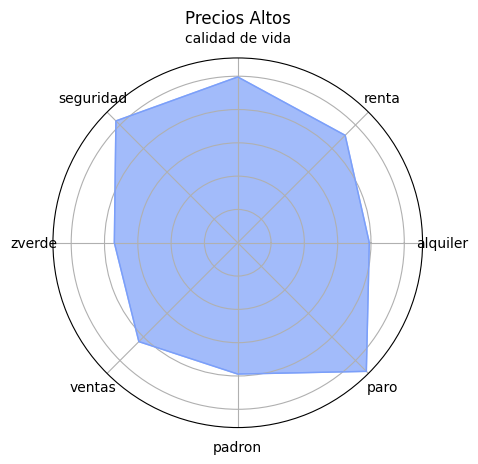 Precios Altos
calidad de vida
seguridad
renta
zverde
alquiler
ventas
paro
padron